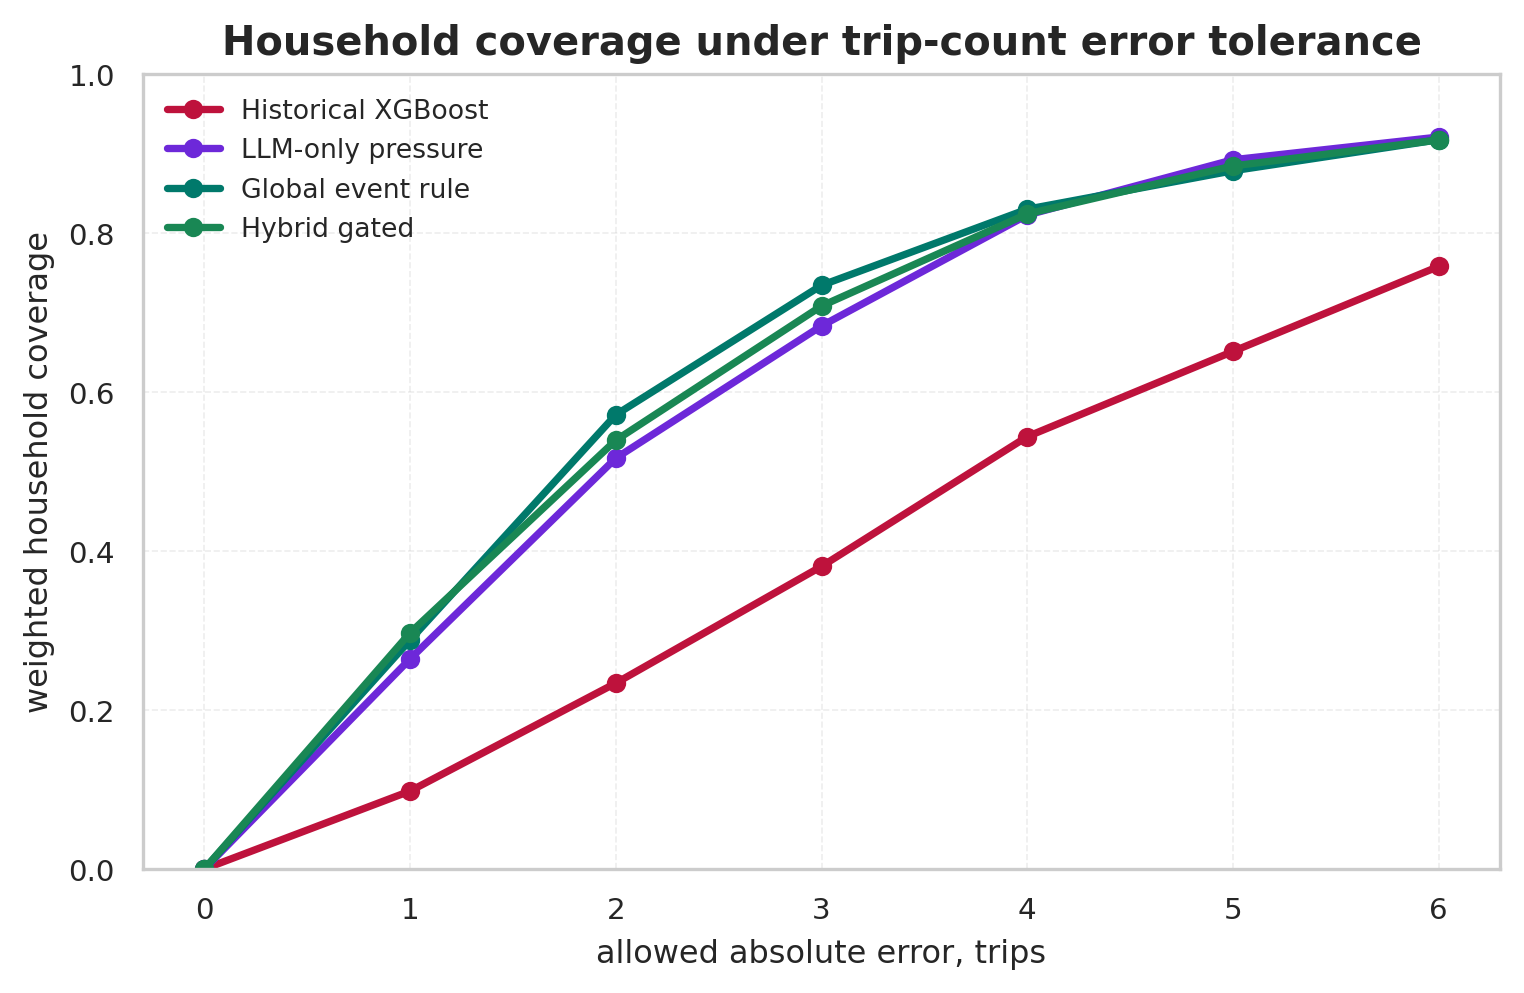 Household coverage under trip-count error tolerance
1.0
0.8
0.6
0.4
0.2
0.0
weighted household coverage
Historical XGBoost
LLM-only pressure
Global event rule
Hybrid gated
0 1 2 3 4 5 6
allowed absolute error, trips